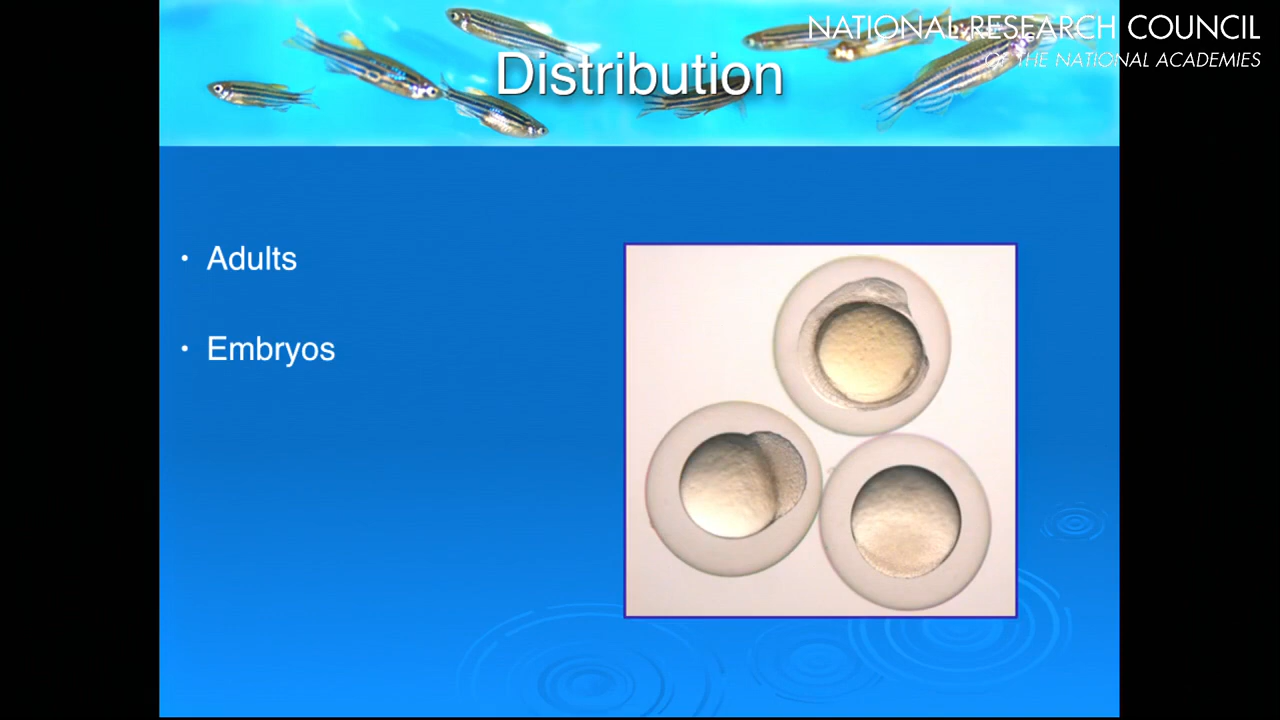 NATIONAL RESEARCH COUNCIL
OF THE NATIONAL ACADEMIES
Distribution
• Adults
• Embryos